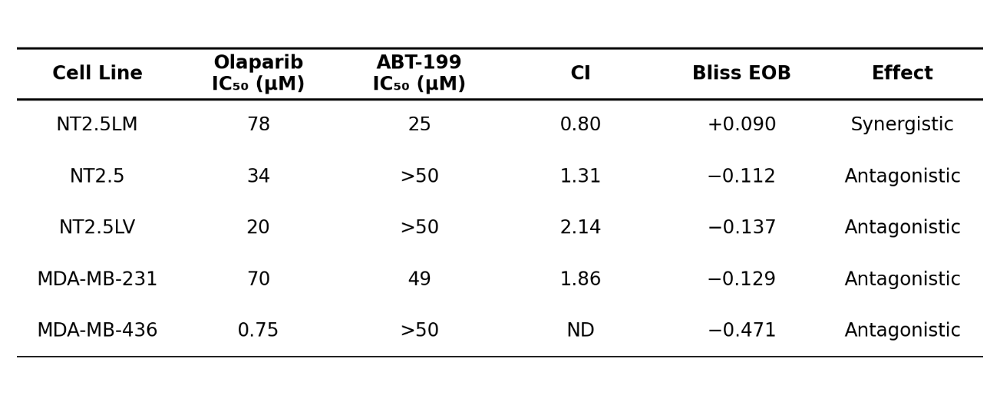 Cell Line Olaparib IC₅₀ (μM) ABT-199 IC₅₀ (μM) CI Bliss EOB Effect
NT2.5LM 78 25 0.80 +0.090 Synergistic
NT2.5 34 >50 1.31 −0.112 Antagonistic
NT2.5LV 20 >50 2.14 −0.137 Antagonistic
MDA-MB-231 70 49 1.86 −0.129 Antagonistic
MDA-MB-436 0.75 >50 ND −0.471 Antagonistic